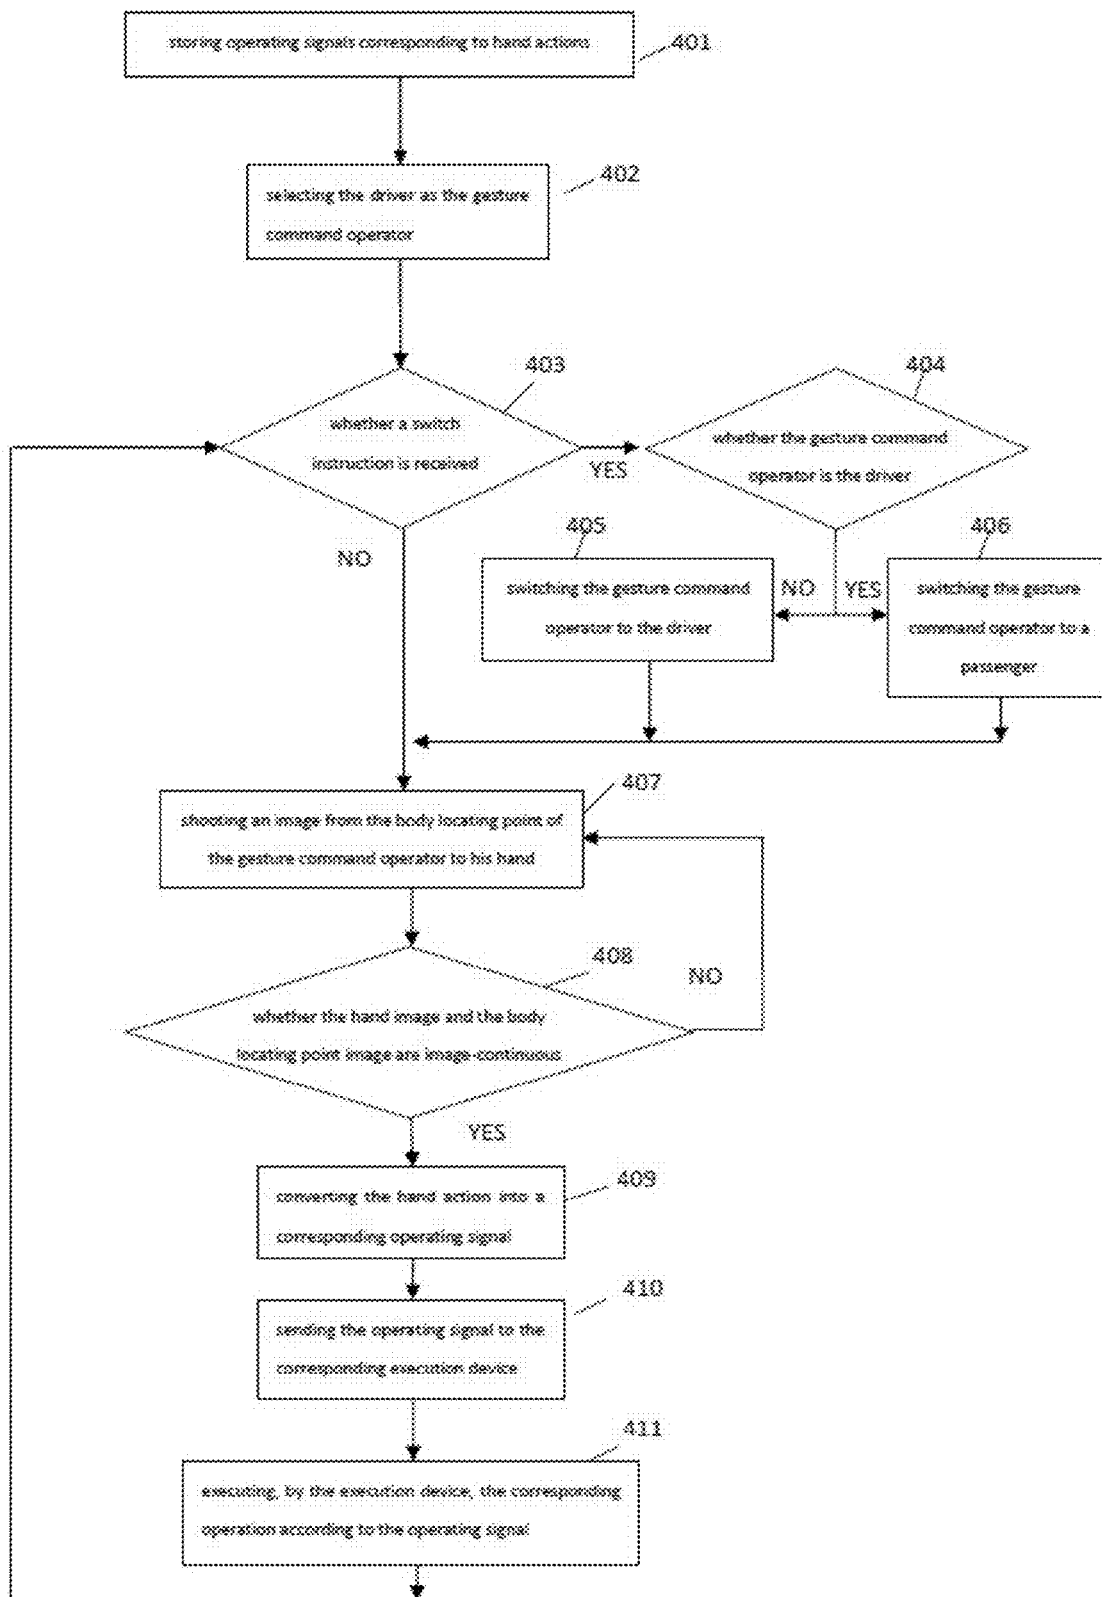 storing operating signals corresponding to hand actions
401
selecting the driver as the gesture
command operator
402
403
whether a switch
instruction is received
YES
NO
404
whether the gesture command
operator is the driver
405
406
switching the gesture command
operator to the driver
NO
YES
switching the gesture
command operator to a
passenger
407
shooting an image from the body locating point of
the gesture command operator to his hand
408
whether the hand image and the body
locating point image are image-continuous
NO
YES
409
converting the hand action into a
corresponding operating signal
410
sending the operating signal to the
corresponding execution device
411
executing, by the execution device, the corresponding
operation according to the operating signal